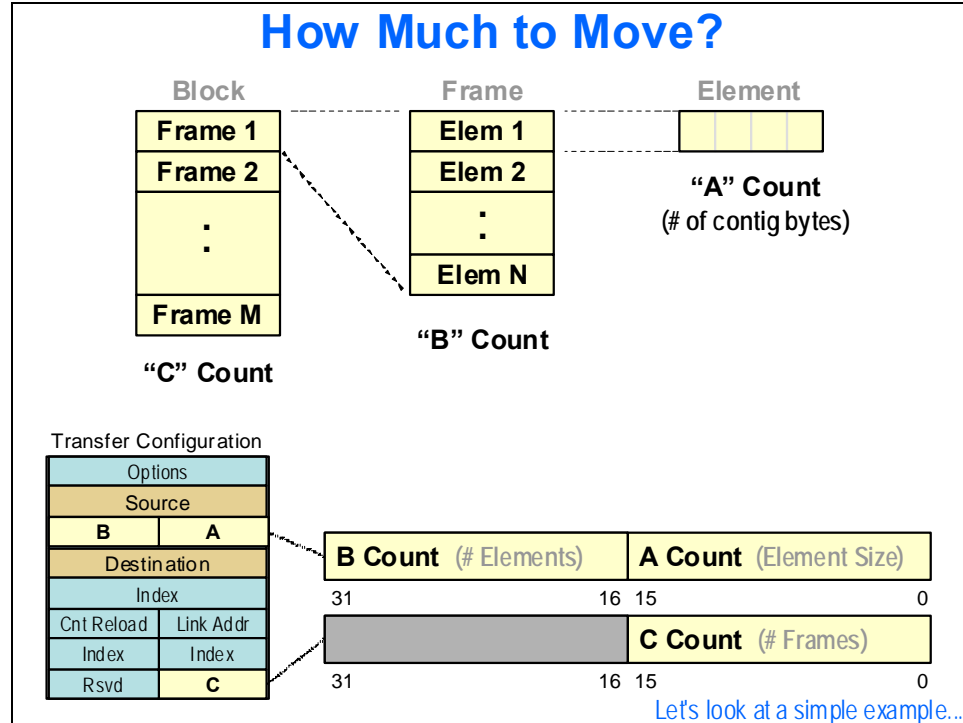 How Much to Move?
Block Frame Element
Frame 1
Frame 2
.
.
Frame M
"C" Count
Elem 1
Elem 2
.
.
Elem N
"B" Count
"A" Count
(# of contig bytes)
Transfer Configuration
Options
Source
B A
Destination
Index
Cnt Reload Link Addr
Index Index
Rsvd C
B Count (# Elements) A Count (Element Size)
31 16 15 0
C Count (# Frames)
31 16 15 0
Let's look at a simple example...